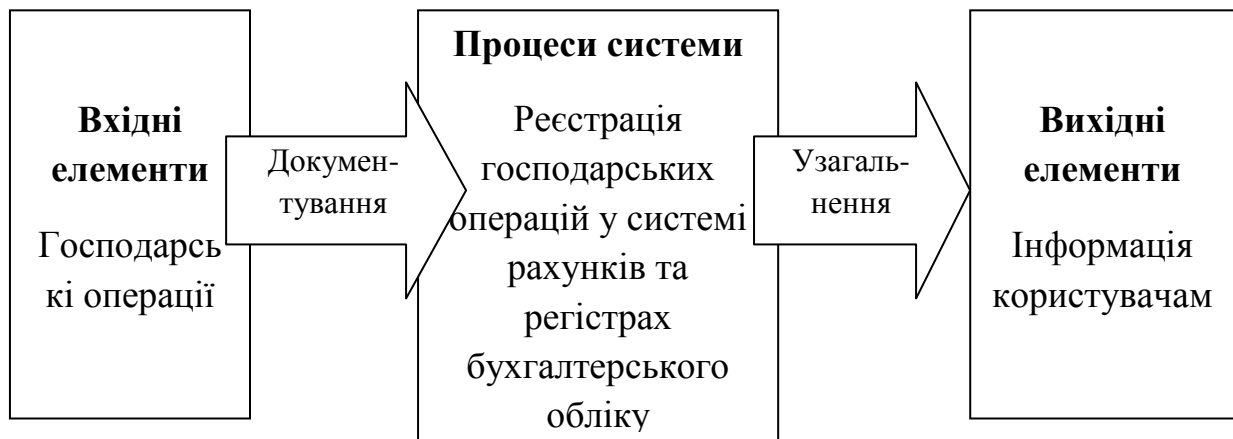 Вхідні
елементи
Господарсь
кі операції
Докумен-
тування
Процеси системи
Реєстрація
господарських
операцій у системі
рахунків та
регістрах
бухгалтерського
обліку
Узагаль-
нення
Вихідні
елементи
Інформація
користувачам